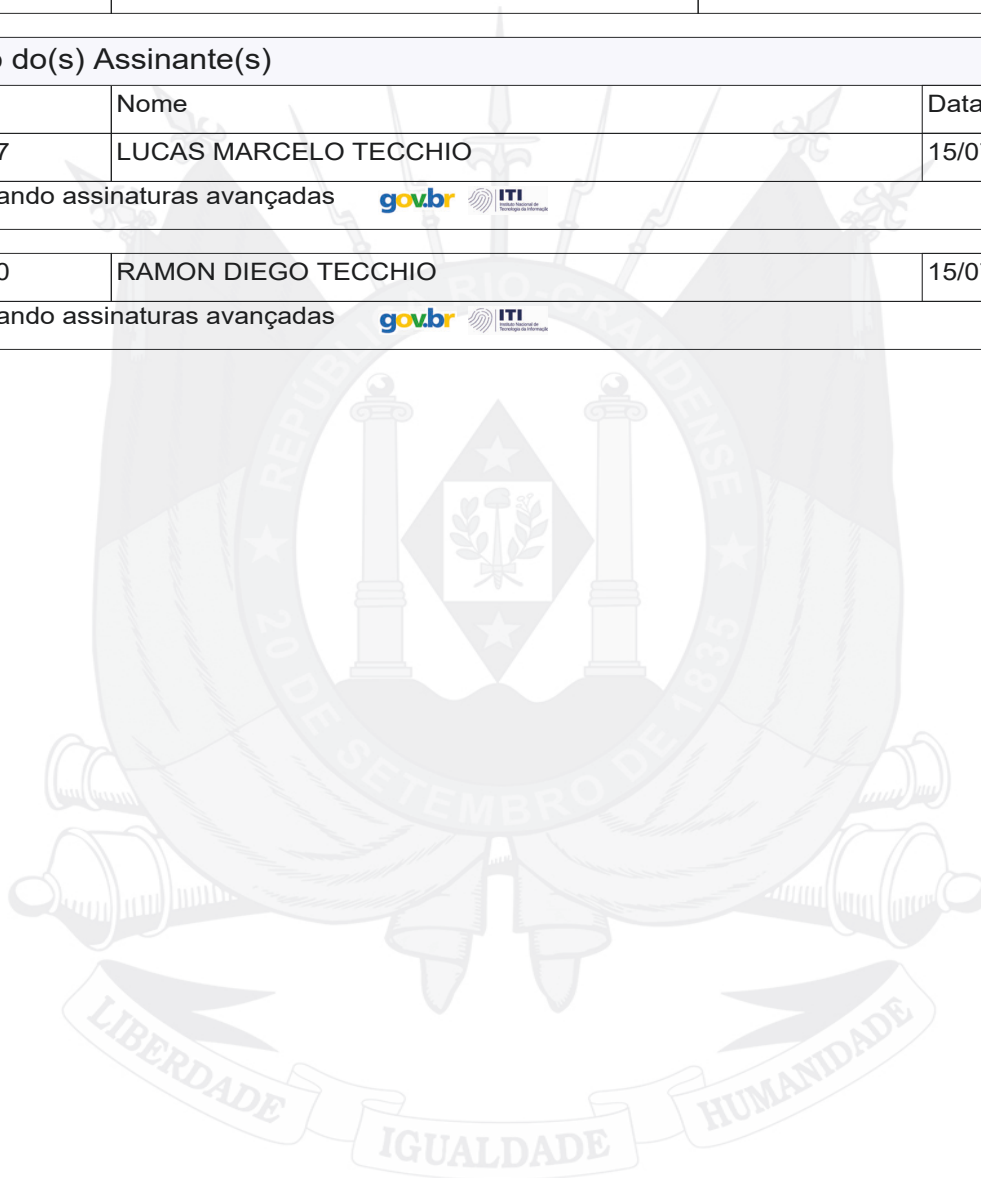 do(s) Assinante(s)
Nome Data
7 LUCAS MARCELO TECCHIO 15/0
ando assinaturas avançadas gov.br ITI
0 RAMON DIEGO TECCHIO 15/0
ando assinaturas avançadas gov.br ITI
REPÚBLICA RIO-GRANDENSE
20 DE SETEMBRO DE 1835
LIBERDADE IGUALDADE HUMANIDADE